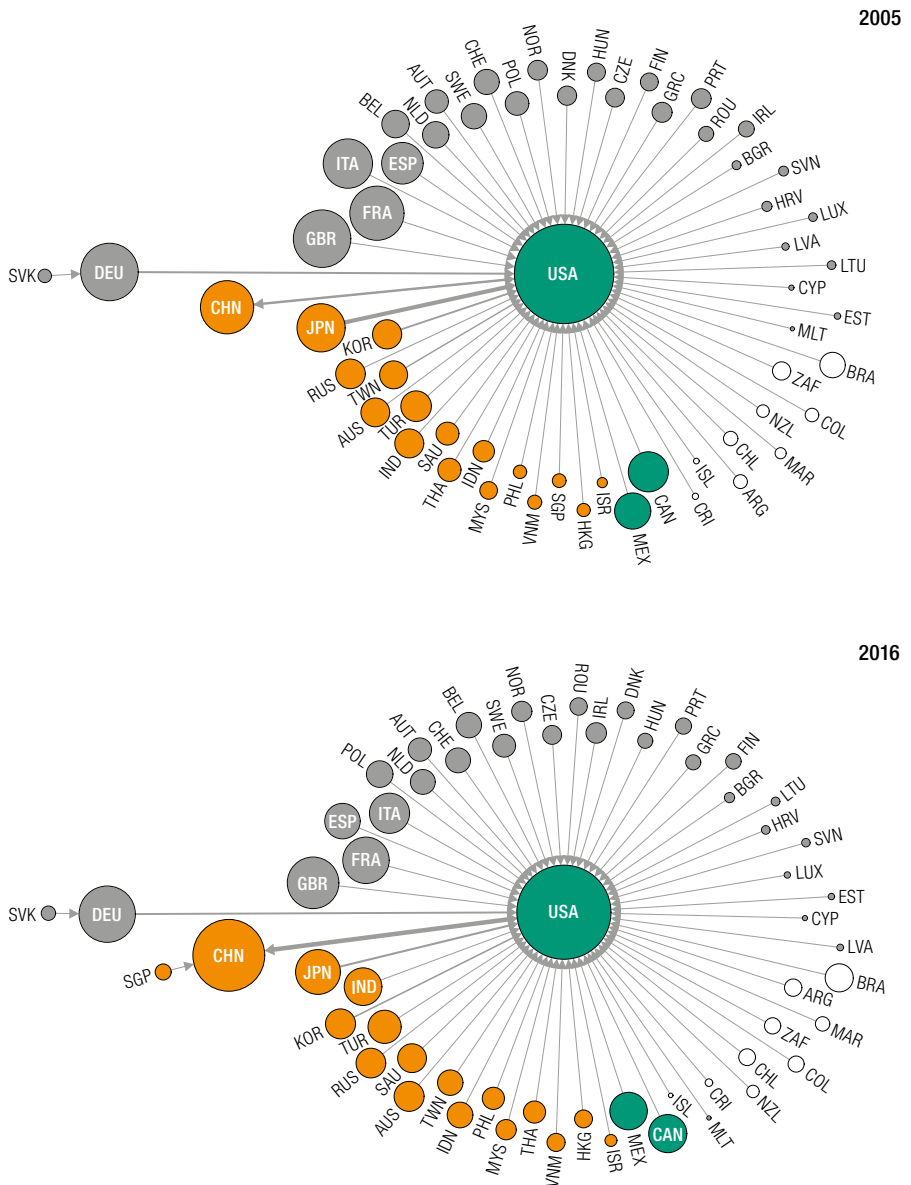 2005
NOR
HUN
CHE
POL
DNK
CZE
FIN
GRC
PRT
AUT
SWE
ROU
IRL
BEL
NLD
BGR
SVN
ITA
ESP
HRV
LUX
FRA
GBR
LVA
LTU
SVK
DEU
USA
CYP
CHN
EST
JPN
MLT
KOR
BRA
RUS
TWN
ZAF
AUS
TUR
NZL
COL
IND
SAU
CHL
MAR
THA
IDN
ISL
ARG
MYS
PHL
VNM
SGP
HKG
ISR
CAN
MEX
CRI
2016
NOR
ROU
DNK
BEL
SWE
CZE
IRL
HUN
PRT
AUT
CHE
GRC
FIN
POL
NLD
BGR
LTU
ESP
ITA
HRV
SVN
FRA
GBR
LUX
EST
SVK
DEU
USA
CYP
CHN
LVA
SGP
JPN
IND
BRA
ARG
KOR
TUR
ZAF
MAR
RUS
SAU
CHL
COL
AUS
TWN
CRI
NZL
IDN
PHL
ISL
MLT
MYS
THA
VNM
HKG
ISR
MEX
CAN